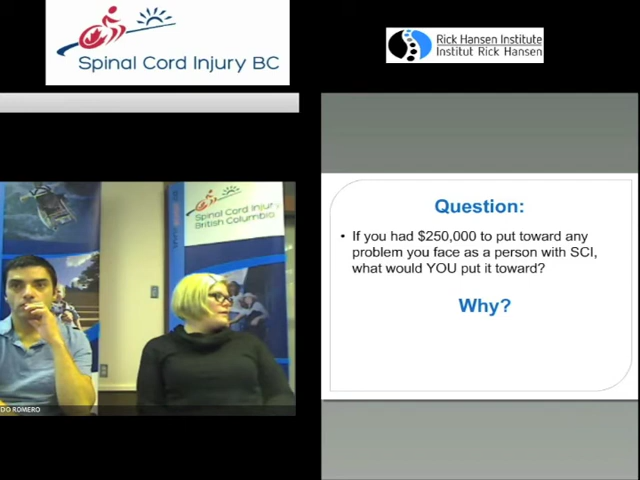 Spinal Cord Injury BC
Rick Hansen Institute
Institut Rick Hansen
Spinal Cord Injury
British Columbia
DO ROMERO
Question:
• If you had $250,000 to put toward any
problem you face as a person with SCI,
what would YOU put it toward?
Why?